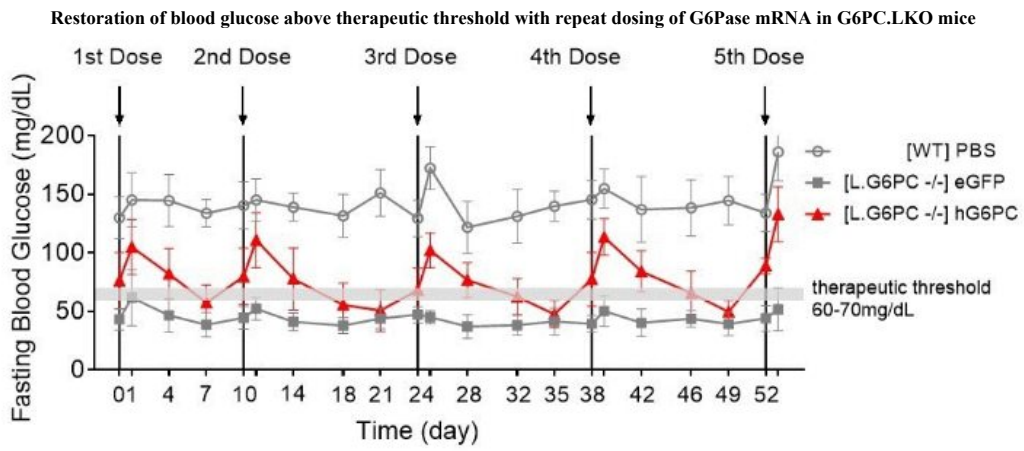 Restoration of blood glucose above therapeutic threshold with repeat dosing of G6Pase mRNA in G6PC.LKO mice
1st Dose 2nd Dose 3rd Dose 4th Dose 5th Dose
Fasting Blood Glucose (mg/dL)
200
150
100
50
0
[WT] PBS
[L.G6PC -/-] eGFP
[L.G6PC -/-] hG6PC
therapeutic threshold
60-70mg/dL
01 4 7 10 14 18 21 24 28 32 35 38 42 46 49 52
Time (day)